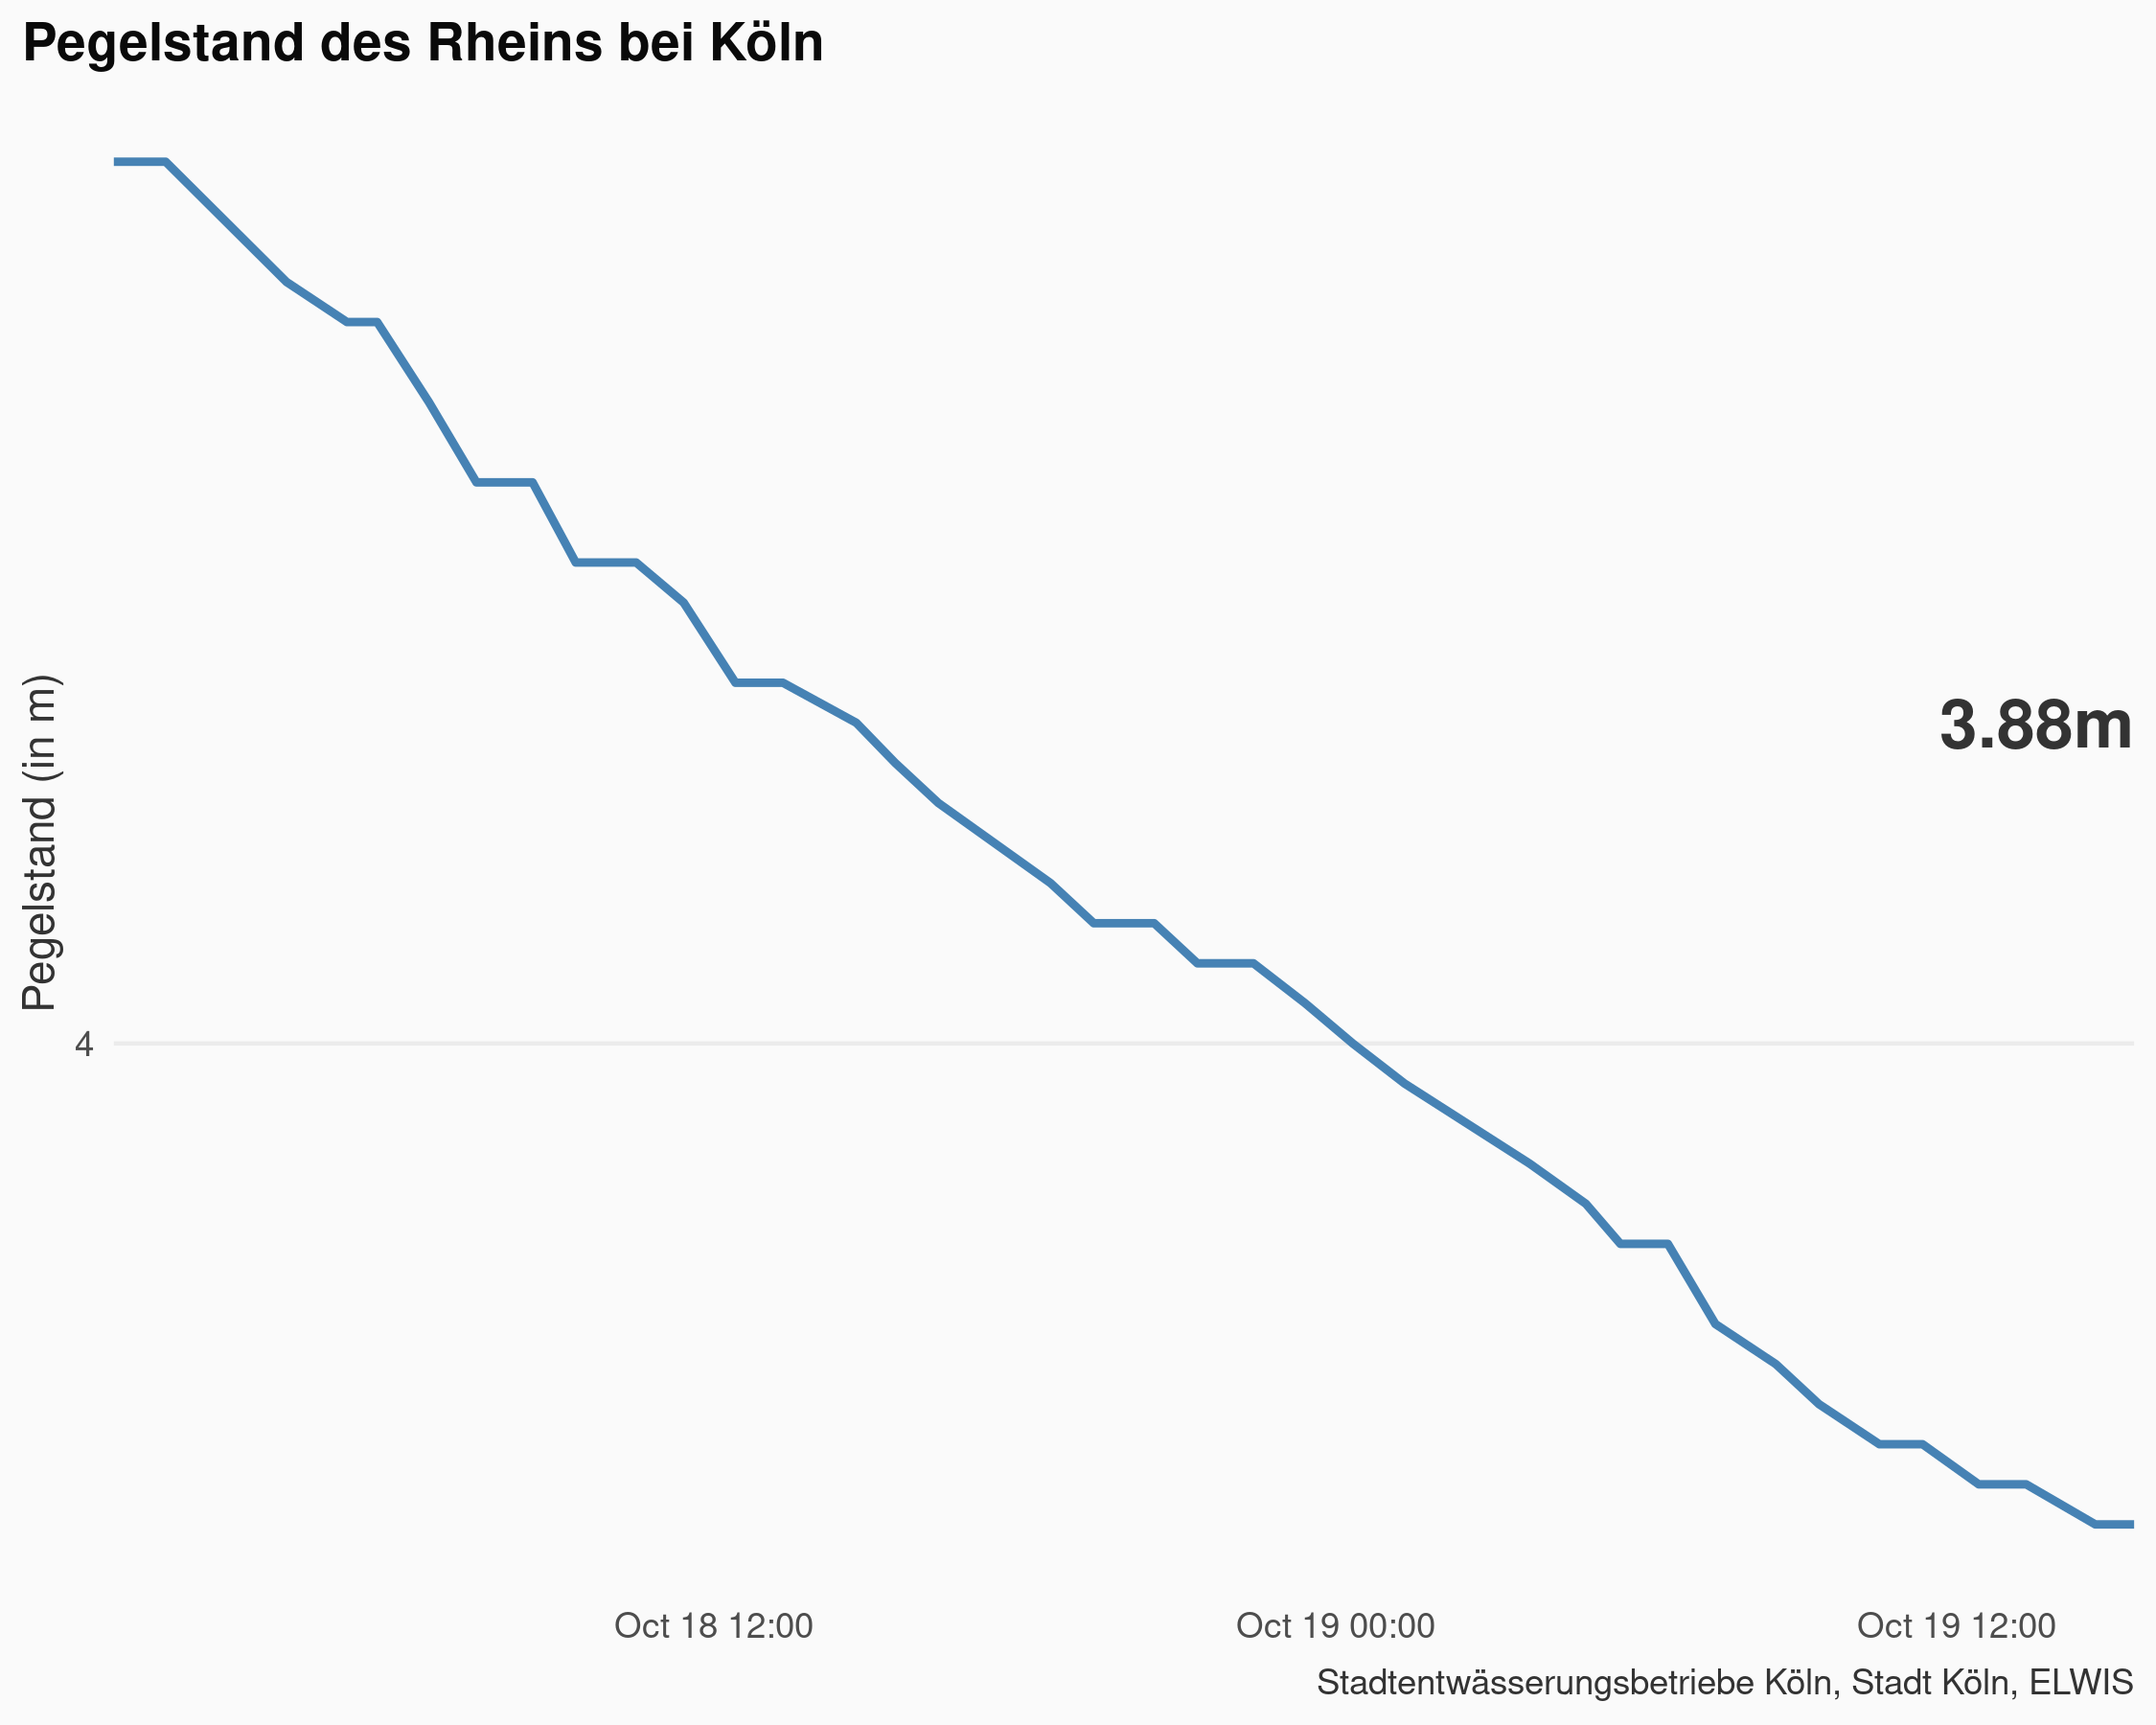 Pegelstand des Rheins bei Köln
Pegelstand (in m)
3.88m
4
Oct 18 12:00
Oct 19 00:00
Oct 19 12:00
Stadtentwässerungsbetriebe Köln, Stadt Köln, ELWIS